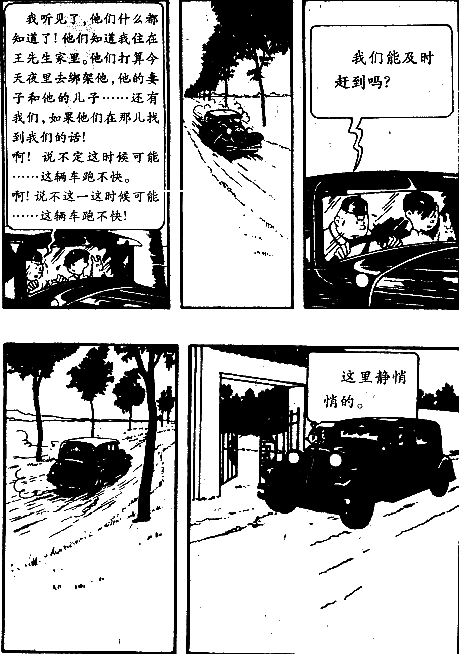 我听见了,他们什么都
知道了!他们知道我住在
王先生家里。他们打算今
天夜里去绑架他,他的妻
子和他的儿子……还有
我们,如果他们在那儿找
到我们的话!
啊! 说不定这时候可能
……这辆车跑不快。
啊!说不这一这时候可能
……这辆车跑不快!
我们能及时
赶到吗?
这里静悄
悄的。